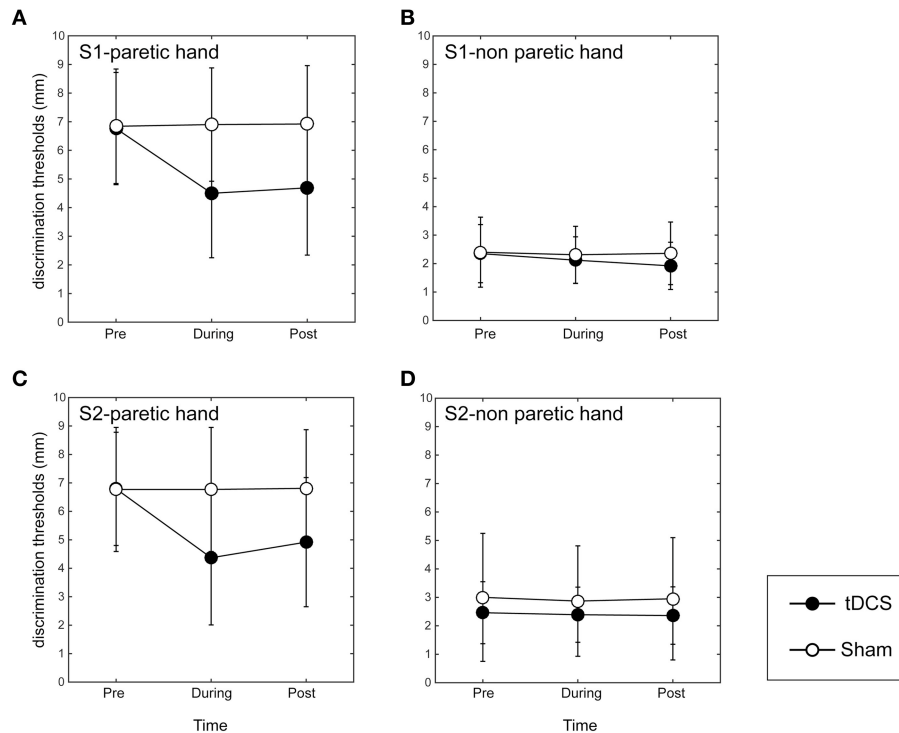 A
S1-paretic hand
discrimination thresholds (mm)
10
9
8
7
6
5
4
3
2
1
0
Pre During Post
B
S1-non paretic hand
10
9
8
7
6
5
4
3
2
1
0
Pre During Post
C
S2-paretic hand
discrimination thresholds (mm)
10
9
8
7
6
5
4
3
2
1
0
Pre During Post
Time
D
S2-non paretic hand
10
9
8
7
6
5
4
3
2
1
0
Pre During Post
Time
tDCS
Sham